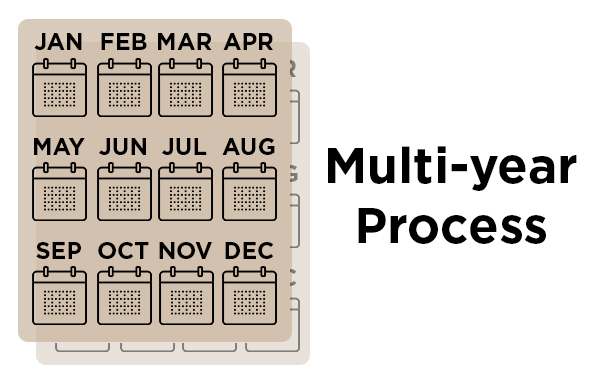 JAN FEB MAR APR
MAY JUN JUL AUG
SEP OCT NOV DEC
Multi-year
Process